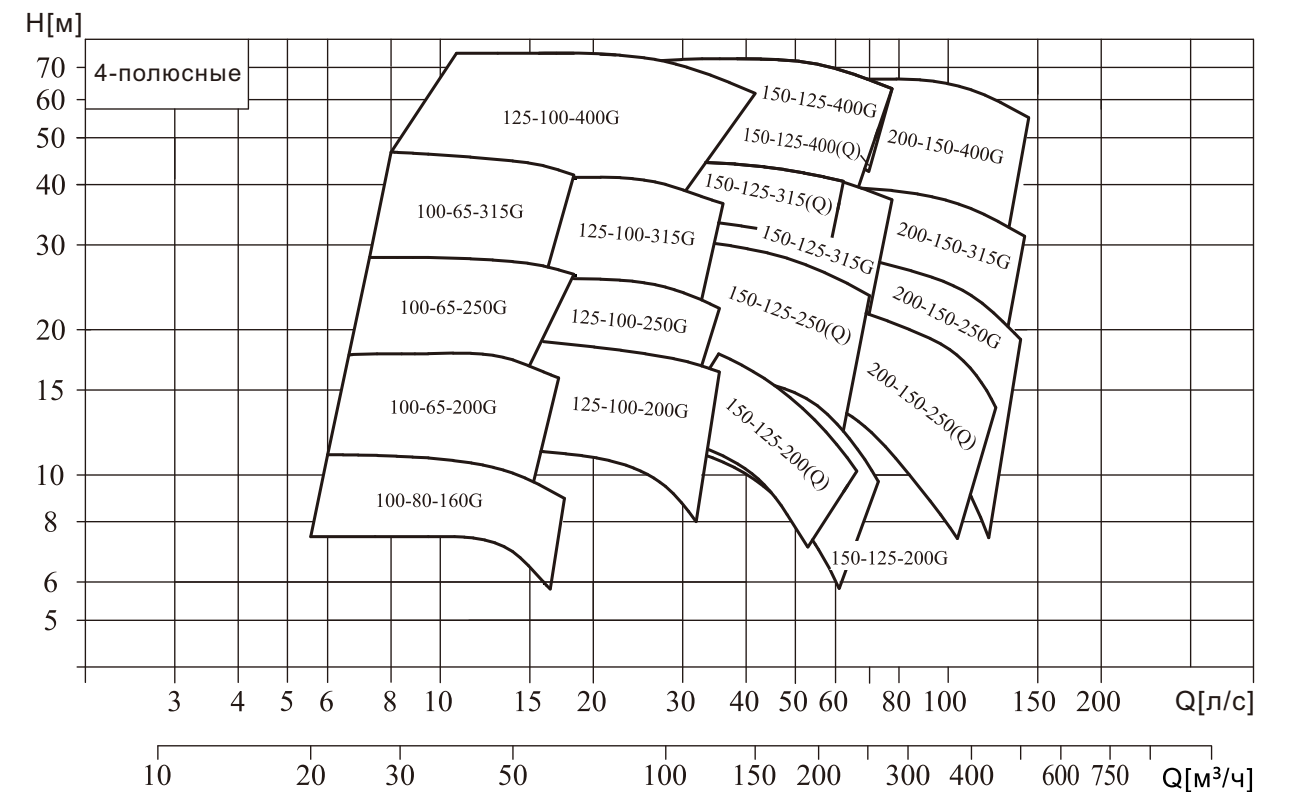 H[м]
4-полюсные
70
60
50
40
30
20
15
10
8
6
5
125-100-400G
150-125-400G
150-125-400(Q)
200-150-400G
100-65-315G
125-100-315G
150-125-315(Q)
150-125-315G
200-150-315G
100-65-250G
125-100-250G
150-125-250(Q)
200-150-250G
100-65-200G
125-100-200G
150-125-200(Q)
200-150-250(Q)
100-80-160G
150-125-200G
3 4 5 6 8 10 15 20 30 40 50 60 80 100 150 200 Q[л/с]
10 20 30 50 100 150 200 300 400 600 750 Q[м³/ч]